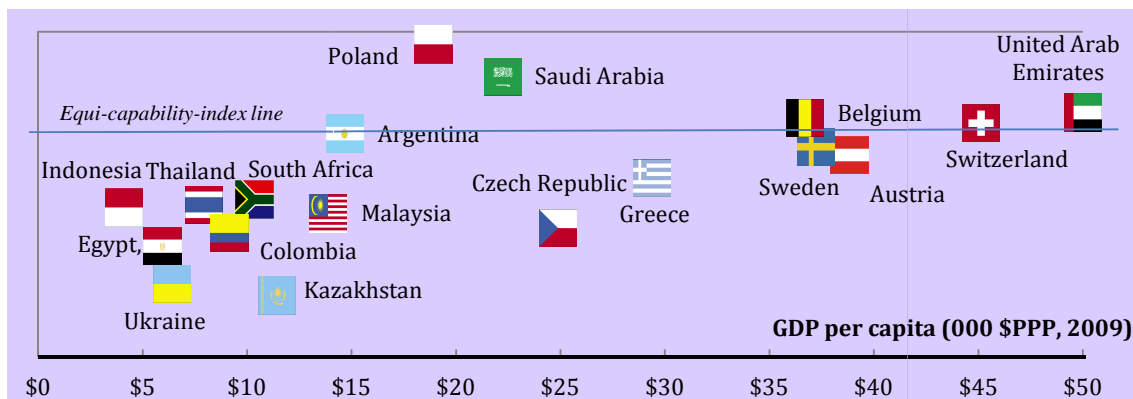 Poland
Saudi Arabia
United Arab
Emirates
Equi-capability-index line
Argentina
Belgium
Switzerland
Indonesia Thailand South Africa
Czech Republic
Sweden
Austria
Malaysia
Greece
Egypt,
Colombia
Kazakhstan
Ukraine
GDP per capita (000 $PPP, 2009)
$0 $5 $10 $15 $20 $25 $30 $35 $40 $45 $50